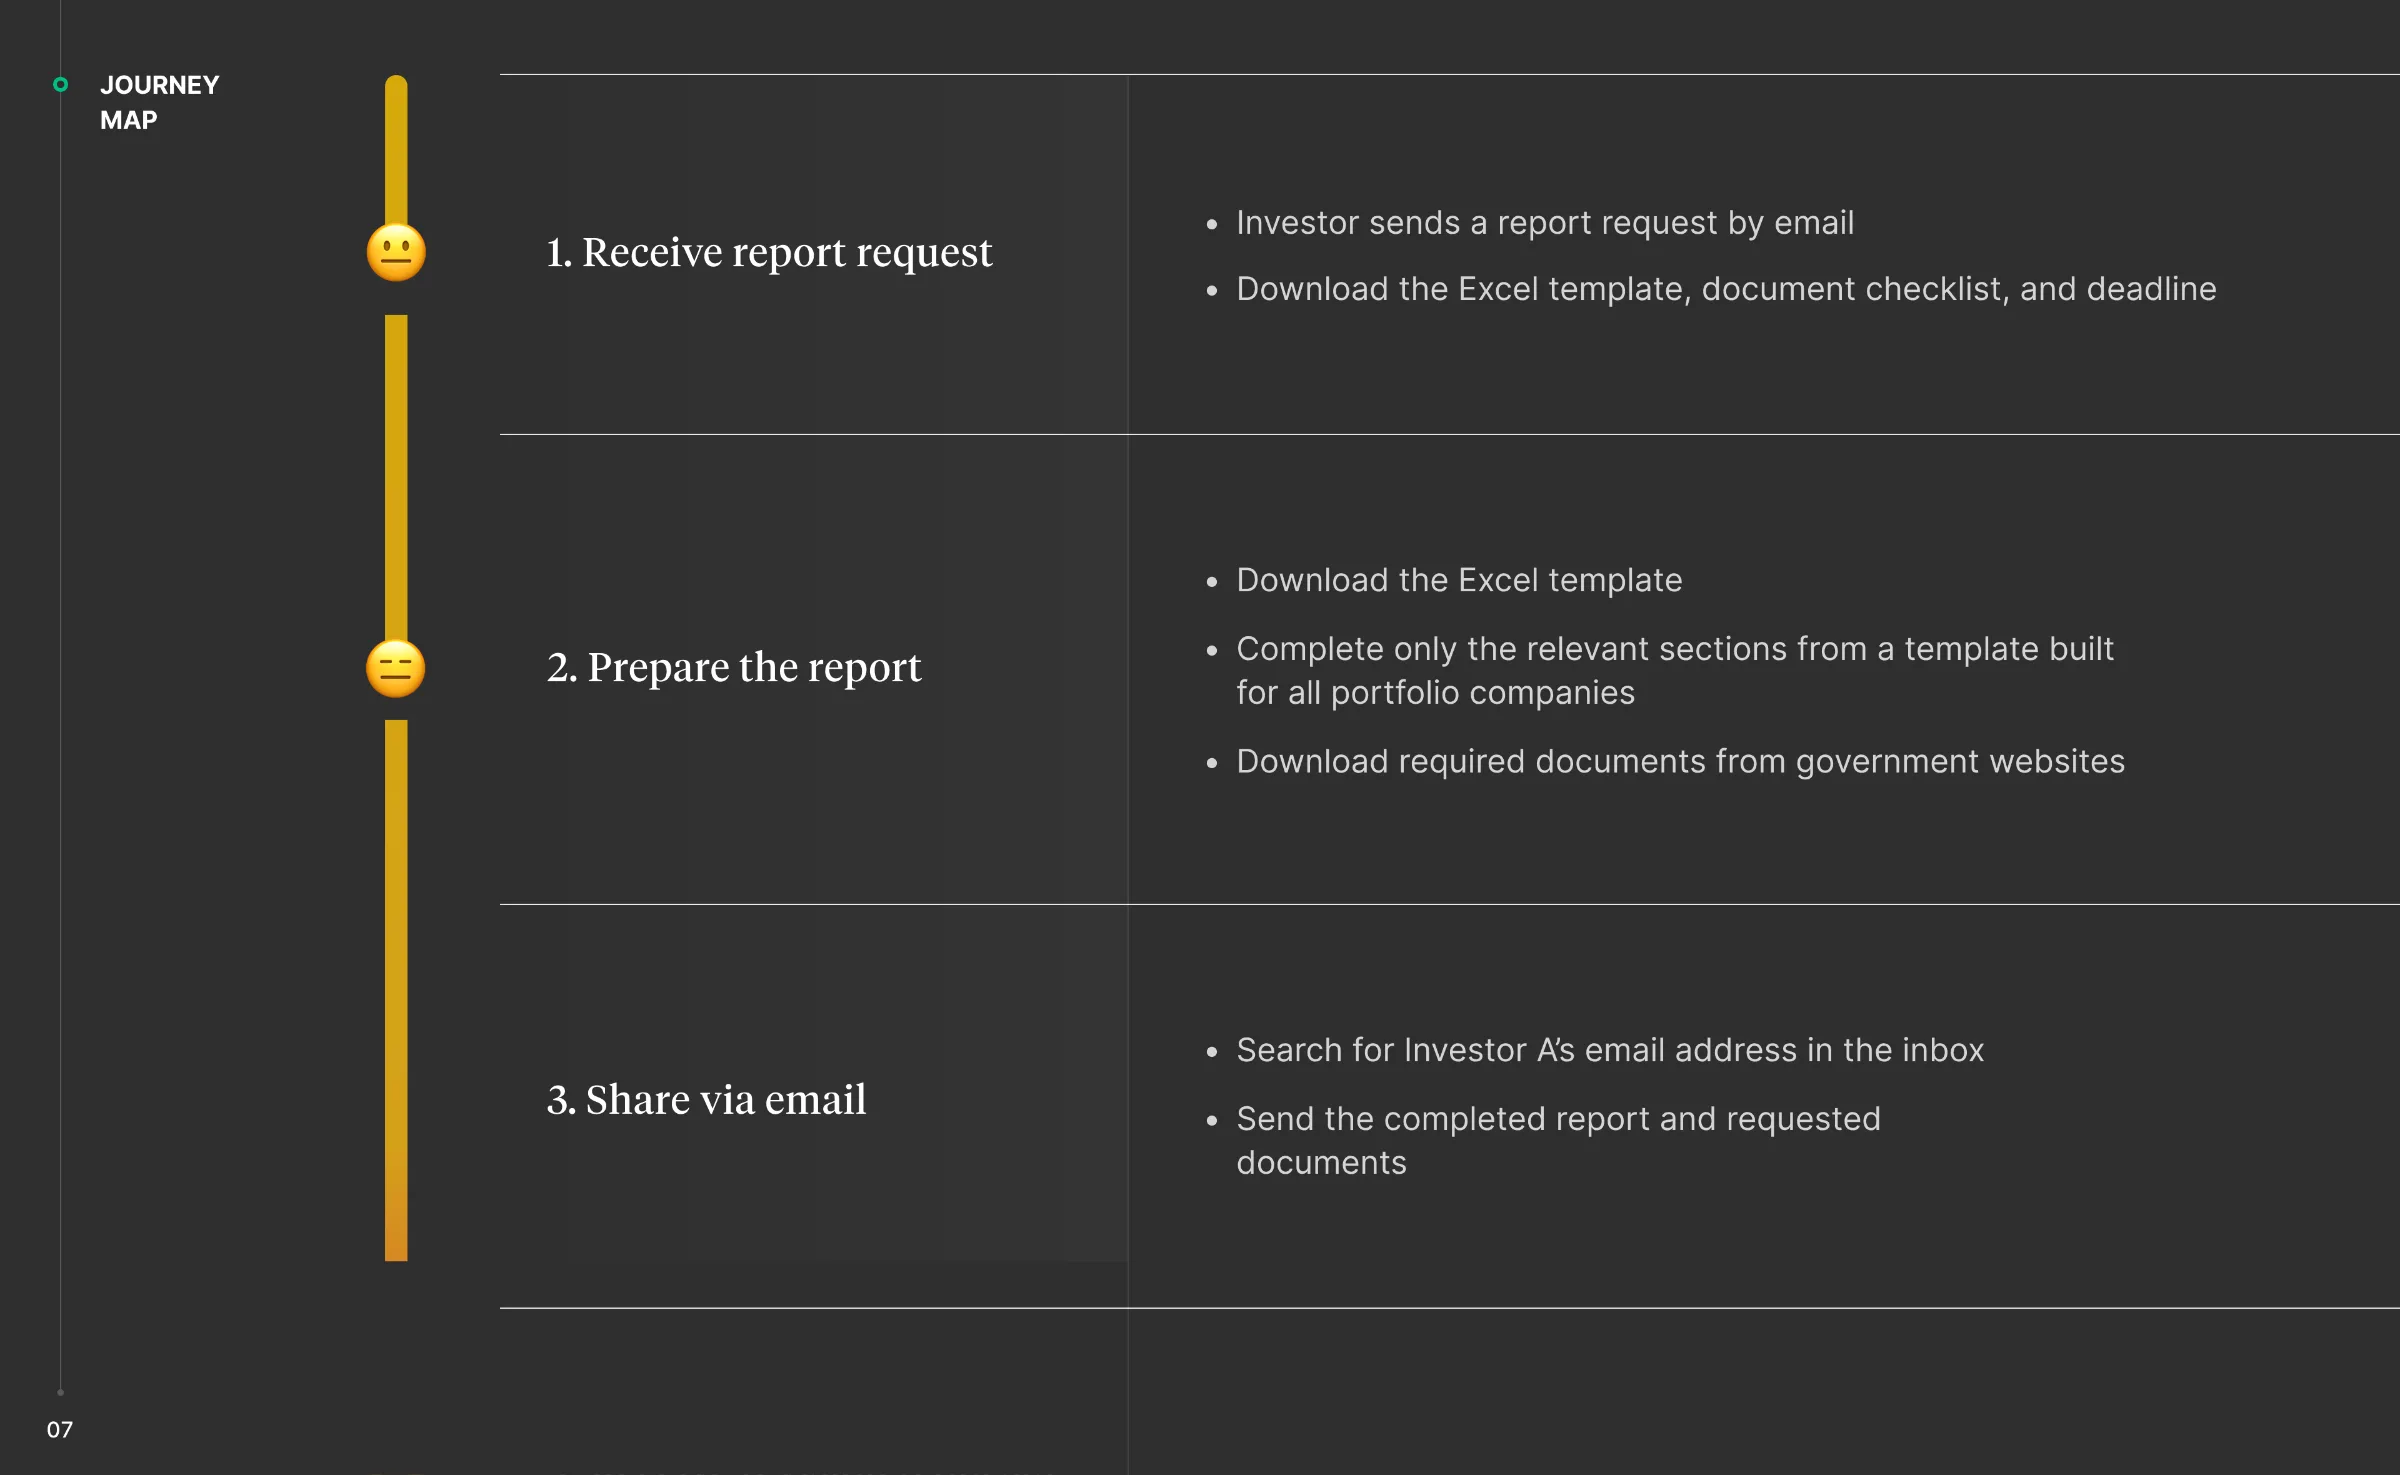 JOURNEY
MAP
1. Receive report request
• Investor sends a report request by email
• Download the Excel template, document checklist, and deadline
2. Prepare the report
• Download the Excel template
• Complete only the relevant sections from a template built
for all portfolio companies
• Download required documents from government websites
3. Share via email
• Search for Investor A’s email address in the inbox
• Send the completed report and requested
documents
07